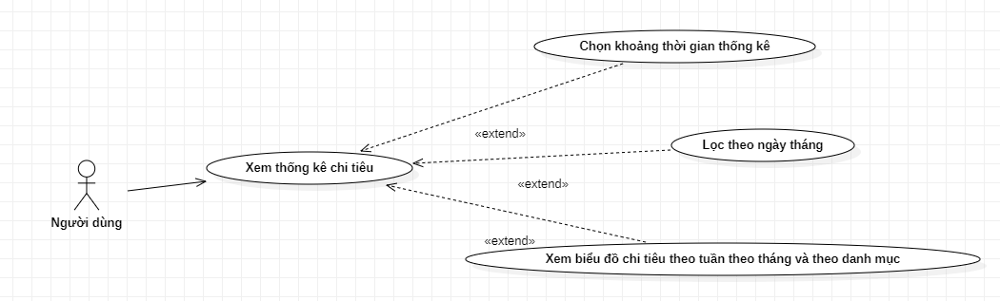 Chọn khoảng thời gian thống kê
«extend»
Lọc theo ngày tháng
Xem thống kê chi tiêu
«extend»
Người dùng
«extend»
Xem biểu đồ chi tiêu theo tuần theo tháng và theo danh mục